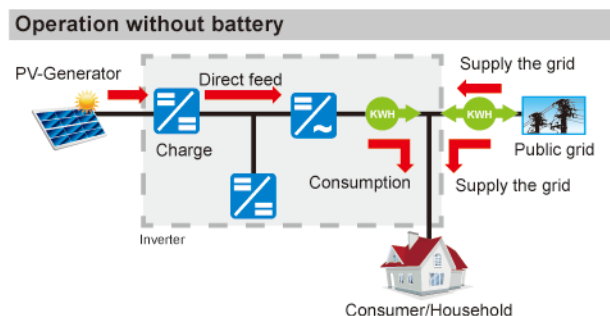 Operation without battery
PV-Generator
Direct feed
Supply the grid
KWH
KWH
Charge
Public grid
Consumption
Supply the grid
Inverter
Consumer/Household